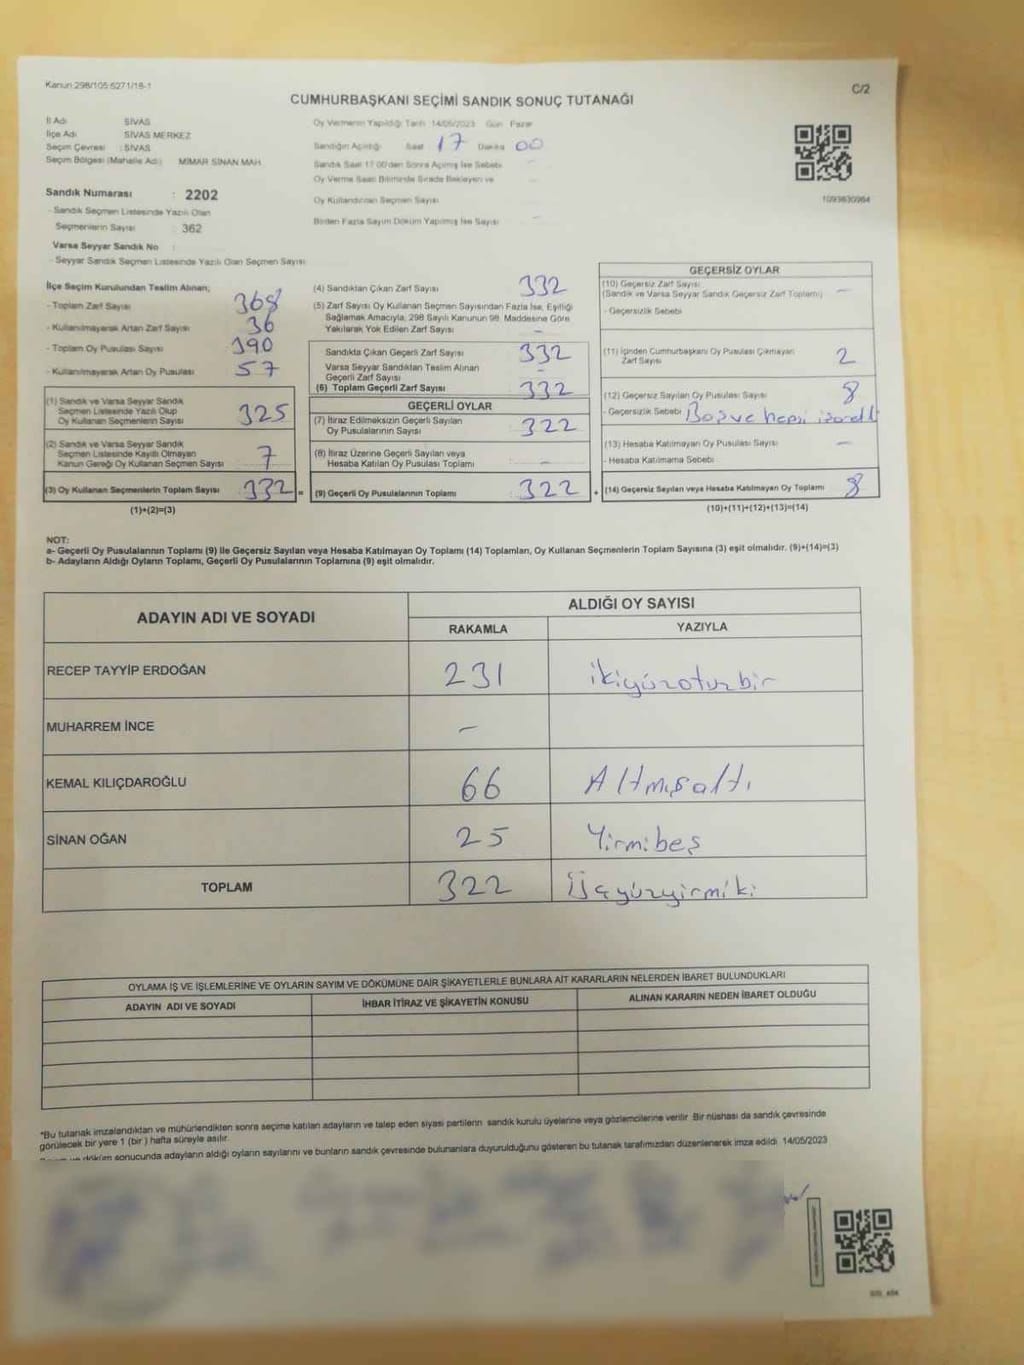 Kanun:298/105:6271/18-1
C/2
CUMHURBAŞKANI SEÇİMİ SANDIK SONUÇ TUTANAĞI
İl Adı : SİVAS
İlçe Adı : SİVAS MERKEZ
Seçim Çevresi : SİVAS
Seçim Bölgesi (Mahalle Adı) : MİMAR SİNAN MAH.
Sandık Numarası : 2202
- Sandık Seçmen Listesinde Yazılı Olan
Seçmenlerin Sayısı : 362
Varsa Seyyar Sandık No :
- Seyyar Sandık Seçmen Listesinde Yazılı Olan Seçmen Sayısı
Oy Vermenin Yapıldığı Tarih 14/05/2023 Gün Pazar
Sandığın Açıldığı Saat 17 Dakika 00
Sandık Saat 17:00'den Sonra Açılmış İse Sebebi -
Oy Verme Saati Bitiminde Sırada Bekleyen ve
Oy Kullandırılan Seçmen Sayısı -
Birden Fazla Sayım Döküm Yapılmış İse Sayısı -
1093630964
İlçe Seçim Kurulundan Teslim Alınan;
- Toplam Zarf Sayısı 368
- Kullanılmayarak Artan Zarf Sayısı 36
- Toplam Oy Pusulası Sayısı 390
- Kullanılmayarak Artan Oy Pusulası 57
(1) Sandık ve Varsa Seyyar Sandık
Seçmen Listesinde Yazılı Olup
Oy Kullanan Seçmenlerin Sayısı 325
(2) Sandık ve Varsa Seyyar Sandık
Seçmen Listesinde Kayıtlı Olmayan
Kanun Gereği Oy Kullanan Seçmen Sayısı 7
(3) Oy Kullanan Seçmenlerin Toplam Sayısı 332 =
(1)+(2)=(3)
(4) Sandıktan Çıkan Zarf Sayısı 332
(5) Zarf Sayısı Oy Kullanan Seçmen Sayısından Fazla İse, Eşitliği
Sağlamak Amacıyla, 298 Sayılı Kanunun 98. Maddesine Göre
Yakılarak Yok Edilen Zarf Sayısı -
Sandıkta Çıkan Geçerli Zarf Sayısı 332
Varsa Seyyar Sandıktan Teslim Alınan
Geçerli Zarf Sayısı -
(6) Toplam Geçerli Zarf Sayısı 332
GEÇERLİ OYLAR
(7) İtiraz Edilmeksizin Geçerli Sayılan
Oy Pusulalarının Sayısı 322
(8) İtiraz Üzerine Geçerli Sayılan veya
Hesaba Katılan Oy Pusulası Toplamı -
(9) Geçerli Oy Pusulalarının Toplamı 322 +
GEÇERSİZ OYLAR
(10) Geçersiz Zarf Sayısı
(Sandık ve Varsa Seyyar Sandık Geçersiz Zarf Toplamı) -
- Geçersizlik Sebebi
(11) İçinden Cumhurbaşkanı Oy Pusulası Çıkmayan
Zarf Sayısı 2
(12) Geçersiz Sayılan Oy Pusulası Sayısı 8
- Geçersizlik Sebebi Boş ve hepsi
(13) Hesaba Katılmayan Oy Pusulası Sayısı -
- Hesaba Katılmama Sebebi
(14) Geçersiz Sayılan veya Hesaba Katılmayan Oy Toplamı 8
(10)+(11)+(12)+(13)=(14)
NOT:
a- Geçerli Oy Pusulalarının Toplamı (9) ile Geçersiz Sayılan veya Hesaba Katılmayan Oy Toplamı (14) Toplamları, Oy Kullanan Seçmenlerin Toplam Sayısına (3) eşit olmalıdır. (9)+(14)=(3)
b- Adayların Aldığı Oyların Toplamı, Geçerli Oy Pusulalarının Toplamına (9) eşit olmalıdır.
ADAYIN ADI VE SOYADI ALDIĞI OY SAYISI
RAKAMLA YAZIYLA
RECEP TAYYİP ERDOĞAN 231 ikiyüzotuzbir
MUHARREM İNCE -
KEMAL KILIÇDAROĞLU 66 Altmışaltı
SİNAN OĞAN 25 Yirmibeş
TOPLAM 322 Üçyüzyirmiki
OYLAMA İŞ VE İŞLEMLERİNE VE OYLARIN SAYIM VE DÖKÜMÜNE DAİR ŞİKAYETLERLE BUNLARA AİT KARARLARIN NELERDEN İBARET BULUNDUKLARI
ADAYIN ADI VE SOYADI İHBAR İTİRAZ VE ŞİKAYETİN KONUSU ALINAN KARARIN NEDEN İBARET OLDUĞU
*Bu tutanak imzalandıktan ve mühürlendikten sonra seçime katılan adayların ve talep eden siyasi partilerin sandık kurulu üyelerine veya gözlemcilerine verilir. Bir nüshası da sandık çevresinde
görülecek bir yere 1 (bir ) hafta süreyle asılır.
döküm sonucunda adayların aldığı oyların sayılarını ve bunların sandık çevresinde bulunanlara duyurulduğunu gösteren bu tutanak tarafımızdan düzenlenerek imza edildi. 14/05/2023